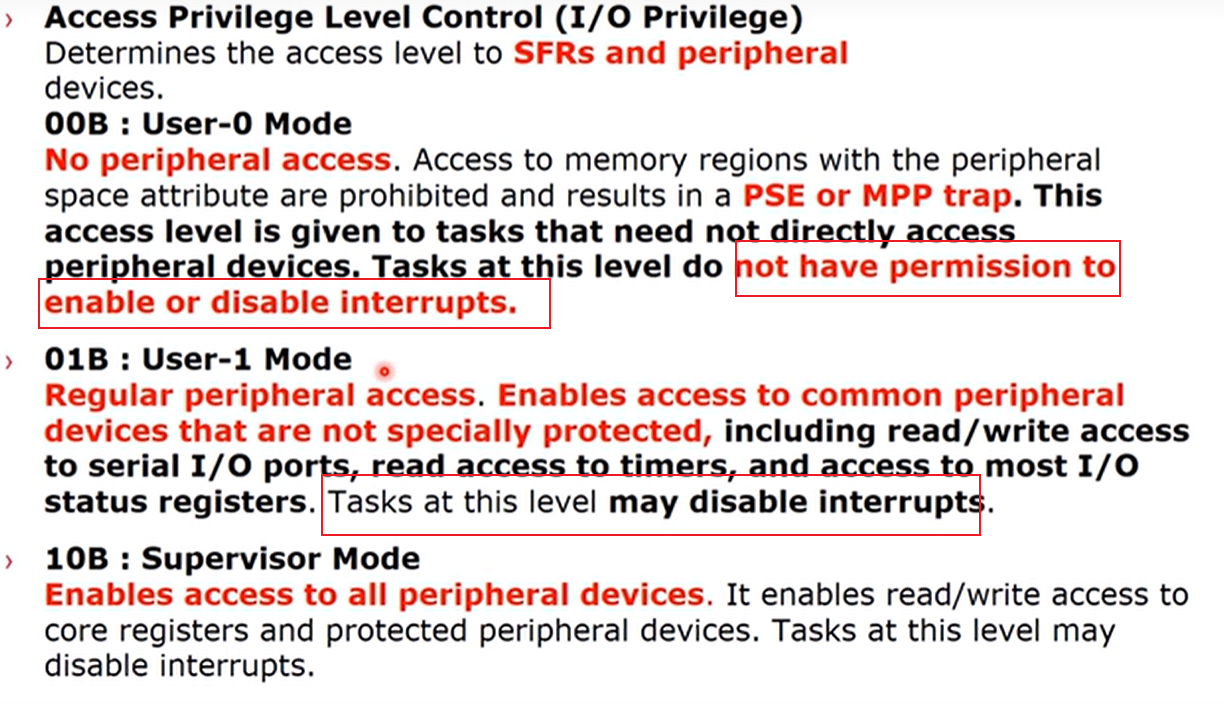 › Access Privilege Level Control (I/O Privilege)
Determines the access level to SFRs and peripheral
devices.
00B : User-0 Mode
No peripheral access. Access to memory regions with the peripheral
space attribute are prohibited and results in a PSE or MPP trap. This
access level is given to tasks that need not directly access
peripheral devices. Tasks at this level do not have permission to
enable or disable interrupts.
› 01B : User-1 Mode
Regular peripheral access. Enables access to common peripheral
devices that are not specially protected, including read/write access
to serial I/O ports, read access to timers, and access to most I/O
status registers. Tasks at this level may disable interrupts.
› 10B : Supervisor Mode
Enables access to all peripheral devices. It enables read/write access to
core registers and protected peripheral devices. Tasks at this level may
disable interrupts.